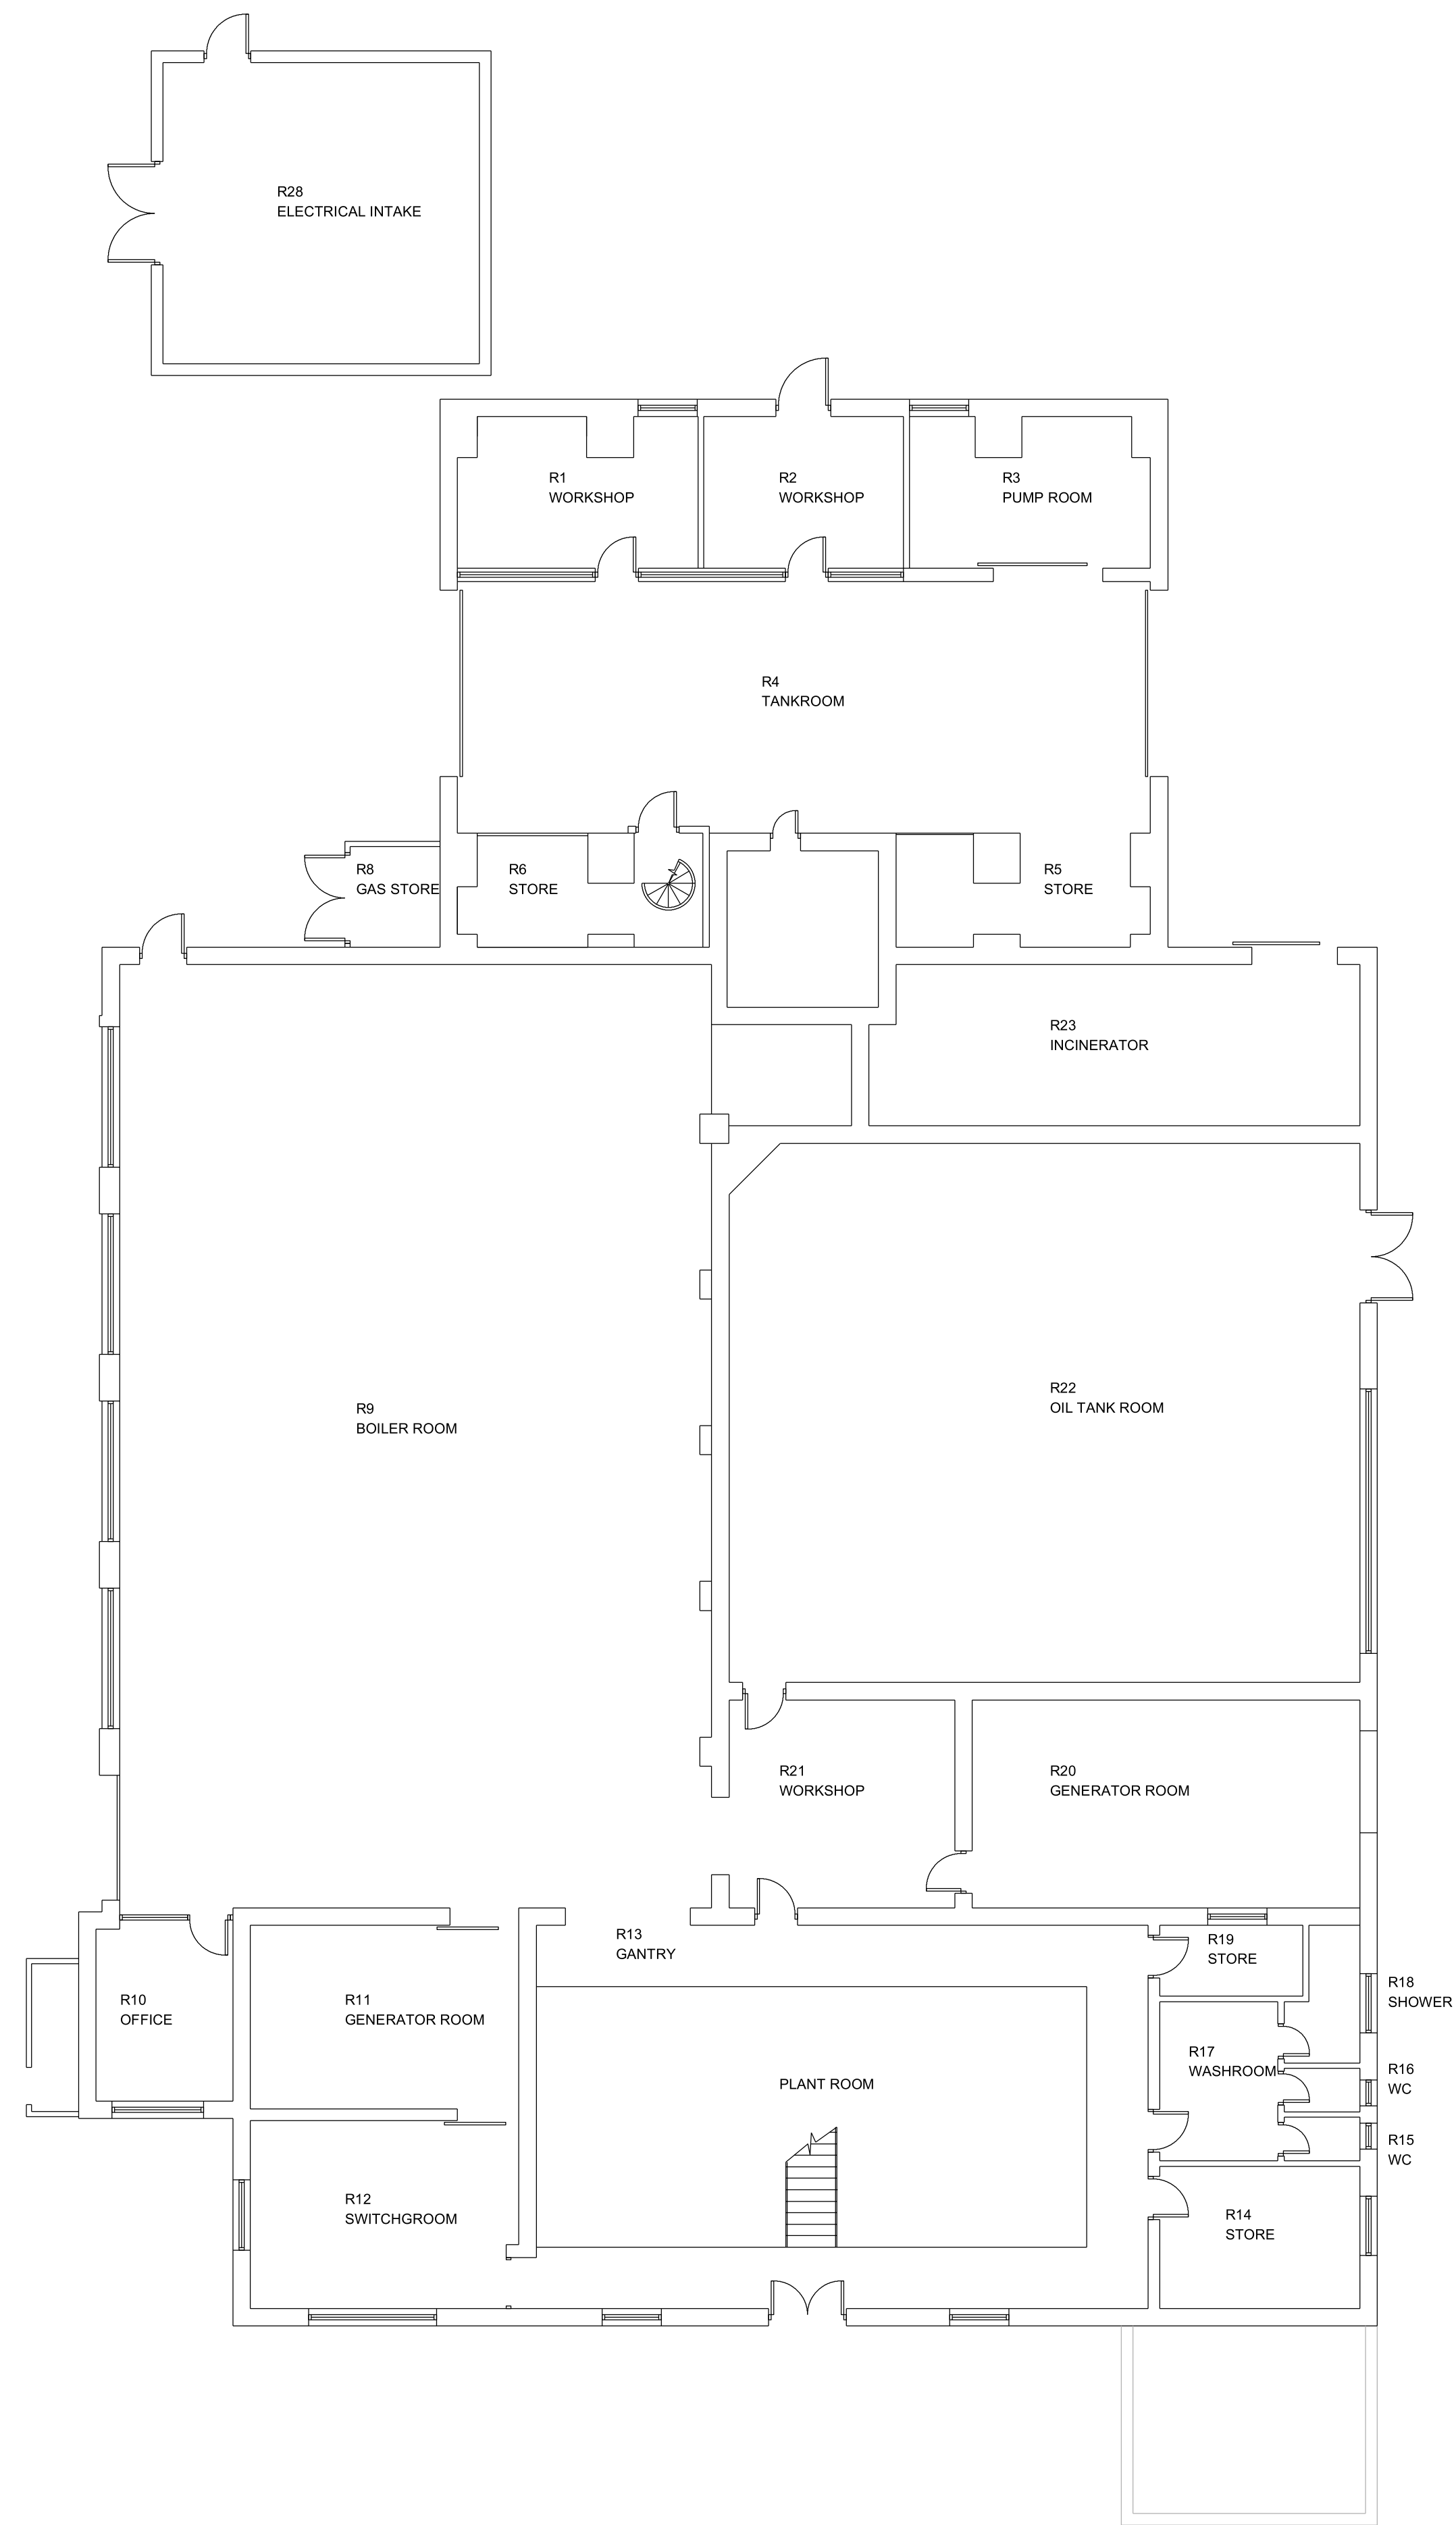 R28
ELECTRICAL INTAKE
R1
WORKSHOP
R2
WORKSHOP
R3
PUMP ROOM
R4
TANKROOM
R8
GAS STORE
R6
STORE
R5
STORE
R23
INCINERATOR
R22
OIL TANK ROOM
R9
BOILER ROOM
R21
WORKSHOP
R20
GENERATOR ROOM
R13
GANTRY
R19
STORE
R18
SHOWER
R10
OFFICE
R11
GENERATOR ROOM
R17
WASHROOM
R16
WC
PLANT ROOM
R15
WC
R12
SWITCHGROOM
R14
STORE